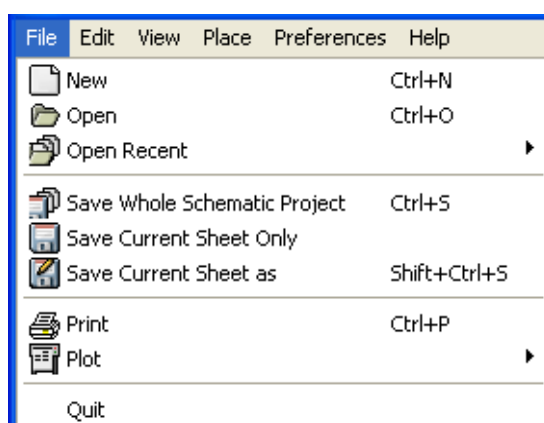 File Edit View Place Preferences Help
New Ctrl+N
Open Ctrl+O
Open Recent
Save Whole Schematic Project Ctrl+S
Save Current Sheet Only
Save Current Sheet as Shift+Ctrl+S
Print Ctrl+P
Plot
Quit